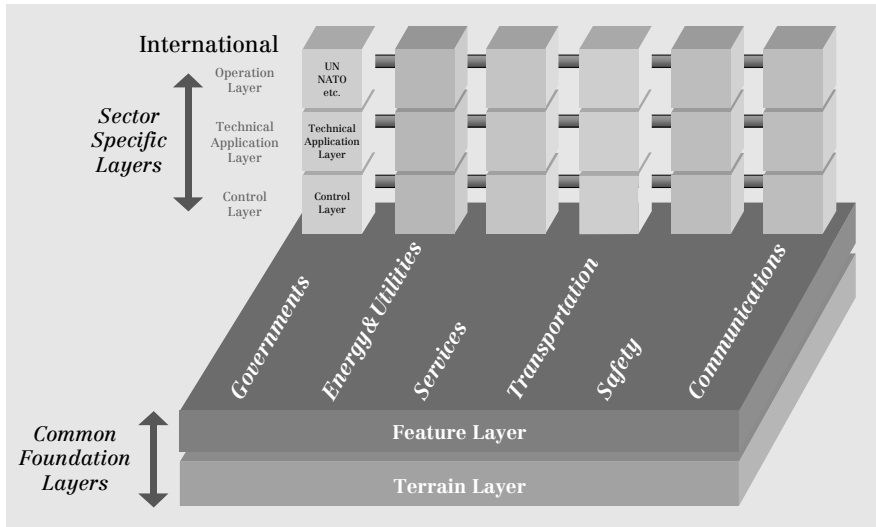 International
Operation
Layer
Sector
Specific
Layers
Technical
Application
Layer
Control
Layer
UN
NATO
etc.
Technical
Application
Layer
Control
Layer
Governments
Energy & Utilities
Services
Transportation
Safety
Communications
Common
Foundation
Layers
Feature Layer
Terrain Layer